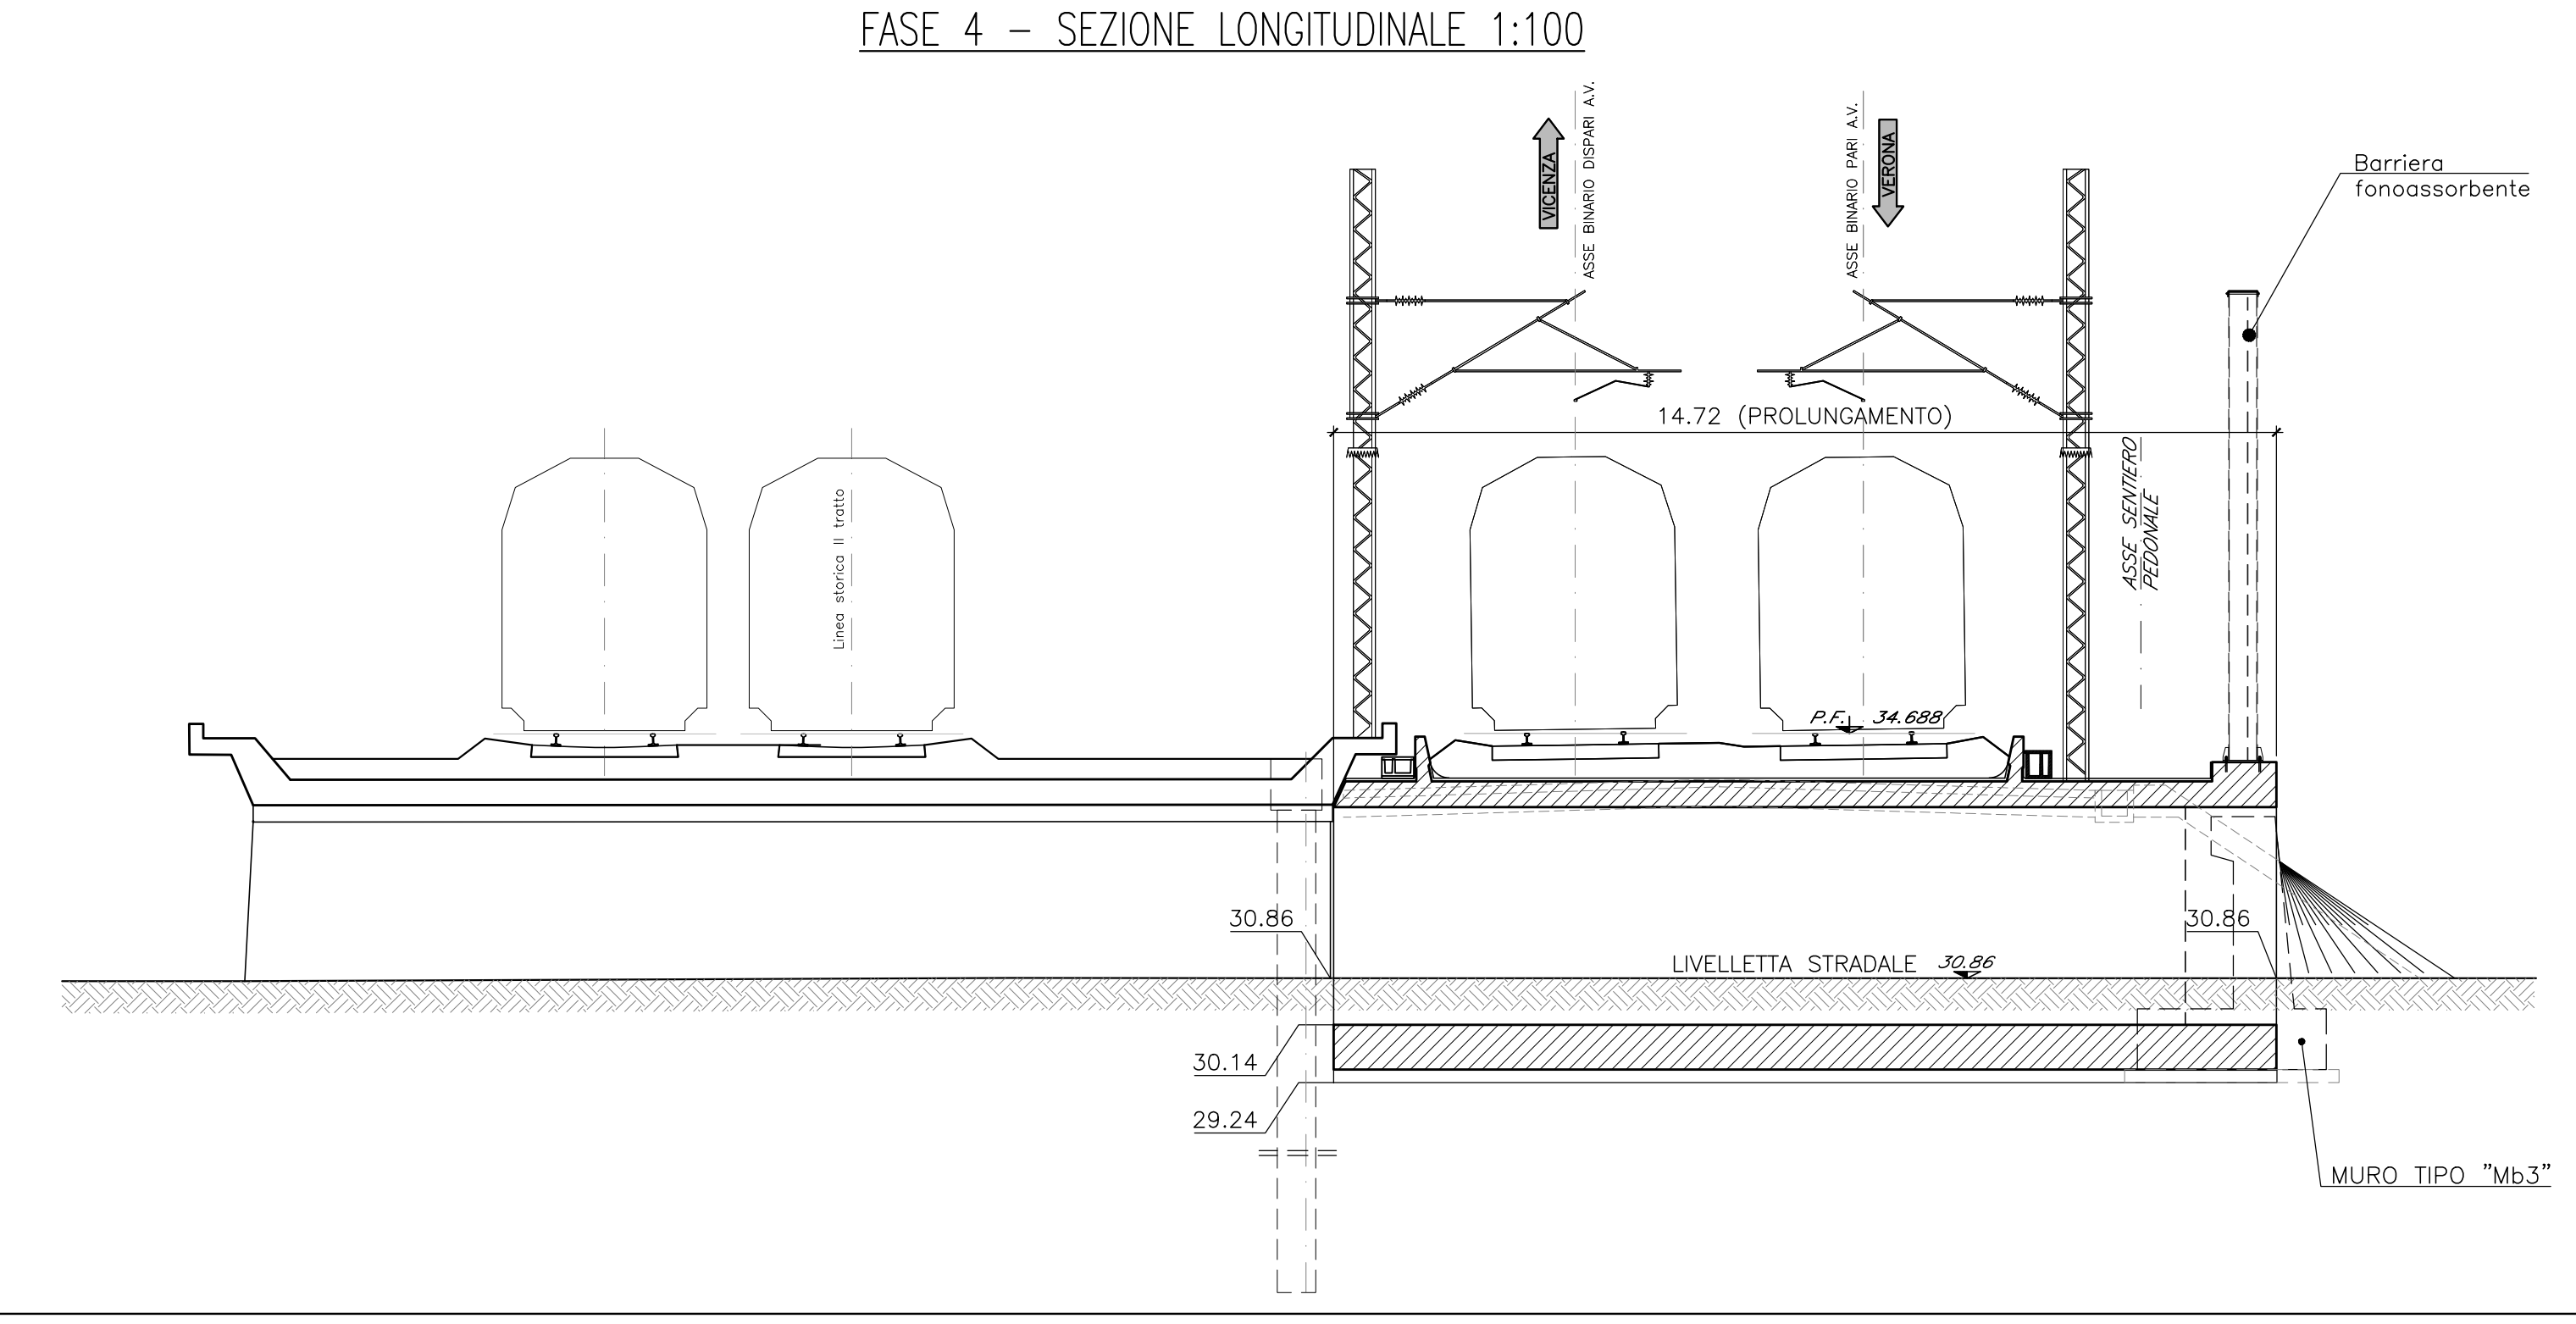 FASE 4 - SEZIONE LONGITUDINALE 1:100
VICENZA
ASSE BINARIO DISPARI A.V.
ASSE BINARIO PARI A.V.
VERONA
Barriera
fonoassorbente
14.72 (PROLUNGAMENTO)
Linea storica II tratto
ASSE SENTIERO
PEDONALE
P.F. 34.688
30.86
30.86
LIVELLETTA STRADALE 30.86
30.14
29.24
MURO TIPO "Mb3"